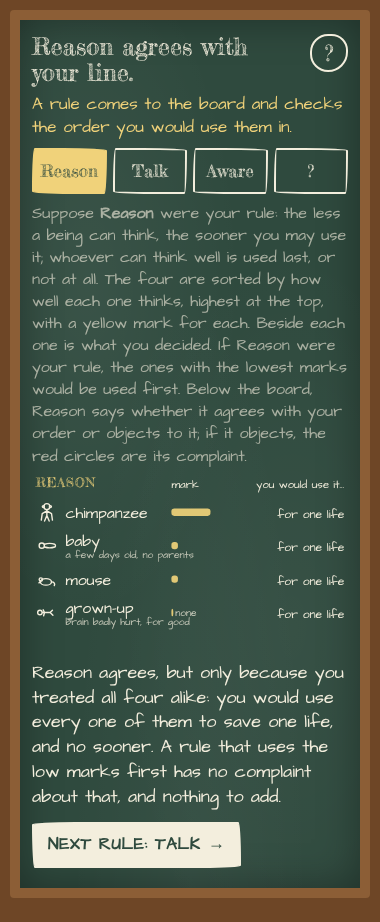 Reason agrees with
your line.
?
A rule comes to the board and checks
the order you would use them in.
Reason Talk Aware ?
Suppose Reason were your rule: the less
a being can think, the sooner you may use
it; whoever can think well is used last, or
not at all. The four are sorted by how
well each one thinks, highest at the top,
with a yellow mark for each. Beside each
one is what you decided. If Reason were
your rule, the ones with the lowest marks
would be used first. Below the board,
Reason says whether it agrees with your
order or objects to it; if it objects, the
red circles are its complaint.
REASON mark you would use it..
chimpanzee for one life
baby for one life
a few days old, no parents
mouse for one life
grown-up none for one life
brain badly hurt, for good
Reason agrees, but only because you
treated all four alike: you would use
every one of them to save one life,
and no sooner. A rule that uses the
low marks first has no complaint
about that, and nothing to add.
NEXT RULE: TALK →